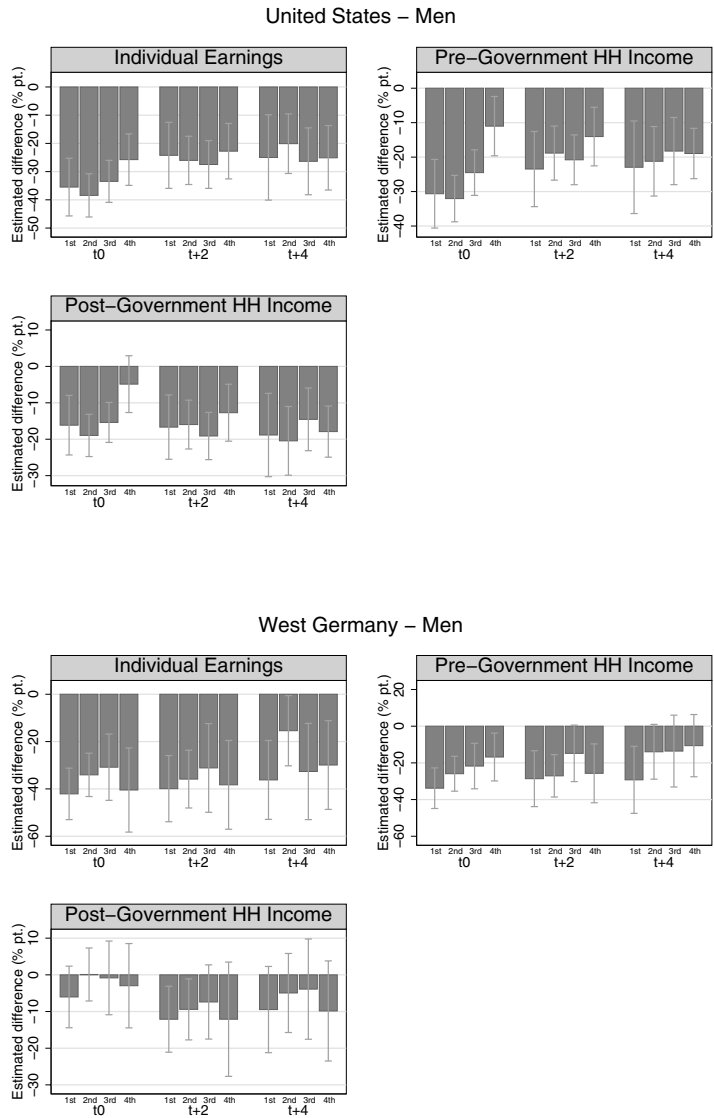 United States – Men
Individual Earnings
Estimated difference (% pt.)
0
−10
−20
−30
−40
−50
1st 2nd 3rd 4th 1st 2nd 3rd 4th 1st 2nd 3rd 4th
t0 t+2 t+4
Pre−Government HH Income
Estimated difference (% pt.)
0
−10
−20
−30
−40
1st 2nd 3rd 4th 1st 2nd 3rd 4th 1st 2nd 3rd 4th
t0 t+2 t+4
Post−Government HH Income
Estimated difference (% pt.)
10
0
−10
−20
−30
1st 2nd 3rd 4th 1st 2nd 3rd 4th 1st 2nd 3rd 4th
t0 t+2 t+4
West Germany – Men
Individual Earnings
Estimated difference (% pt.)
0
−20
−40
−60
1st 2nd 3rd 4th 1st 2nd 3rd 4th 1st 2nd 3rd 4th
t0 t+2 t+4
Pre−Government HH Income
Estimated difference (% pt.)
20
0
−20
−40
−60
1st 2nd 3rd 4th 1st 2nd 3rd 4th 1st 2nd 3rd 4th
t0 t+2 t+4
Post−Government HH Income
Estimated difference (% pt.)
10
0
−10
−20
−30
1st 2nd 3rd 4th 1st 2nd 3rd 4th 1st 2nd 3rd 4th
t0 t+2 t+4